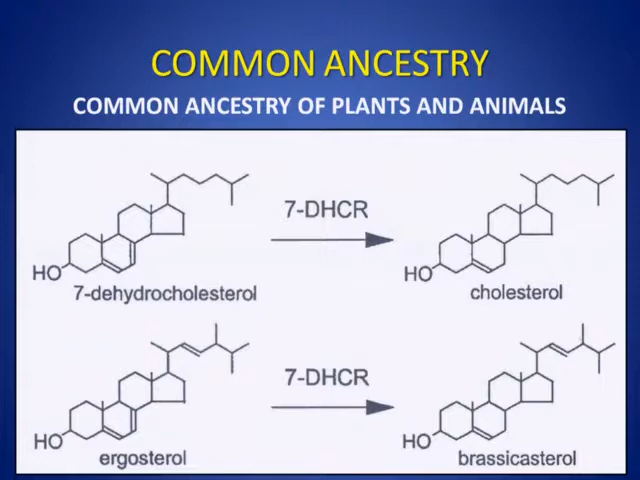 COMMON ANCESTRY
COMMON ANCESTRY OF PLANTS AND ANIMALS
7-DHCR
HO
HO
7-dehydrocholesterol
cholesterol
7-DHCR
HO
HO
ergosterol
brassicasterol